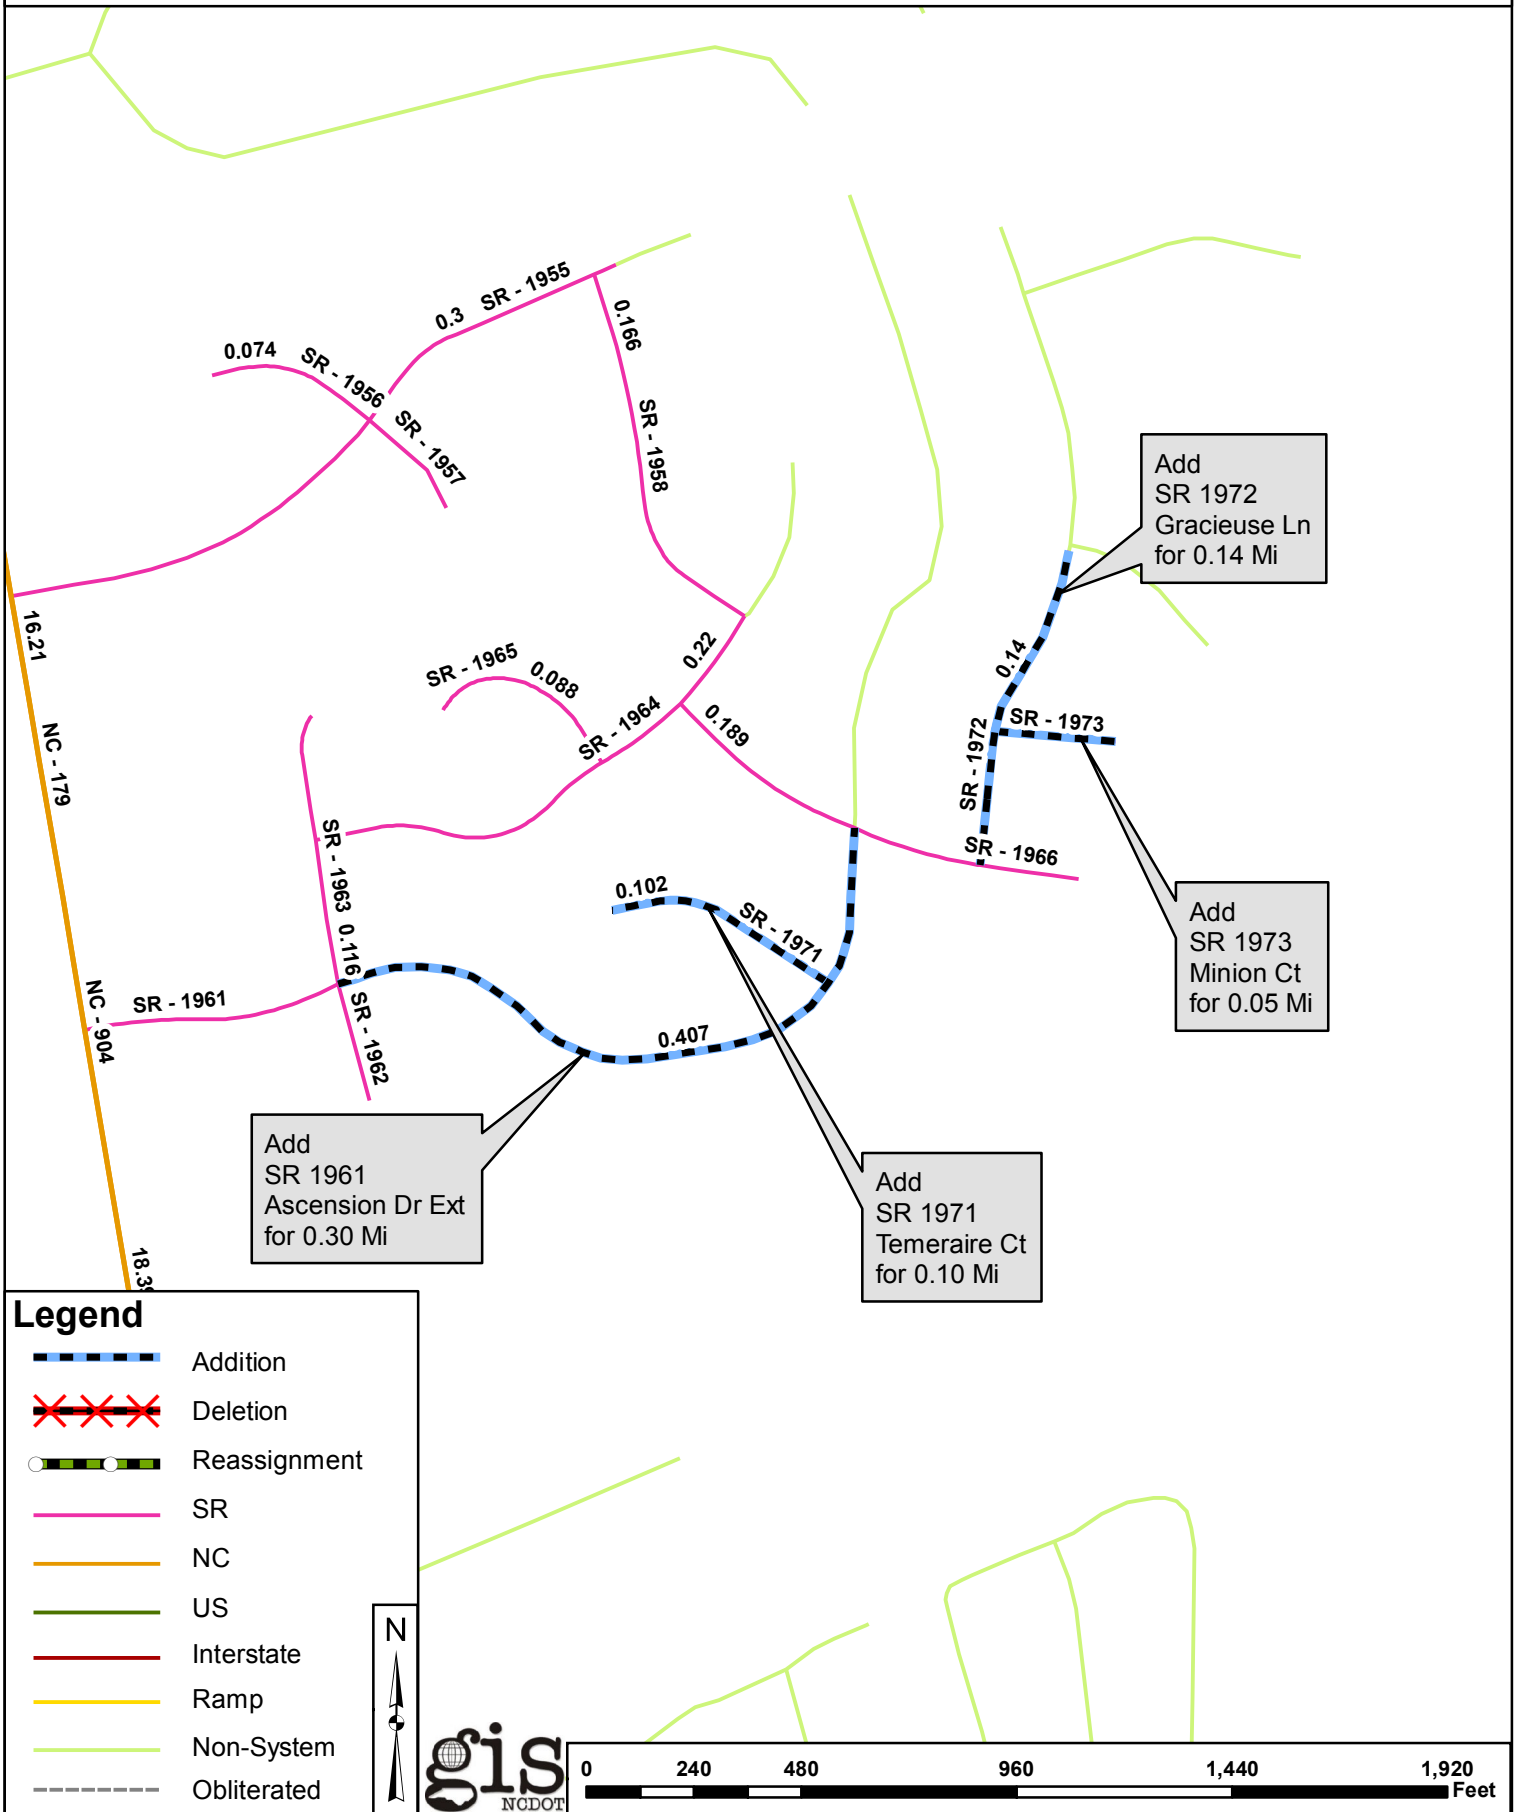 0.3 SR - 1955
0.166
0.074 SR - 1956
SR - 1957
SR - 1958
Add
SR 1972
Gracieuse Ln
for 0.14 Mi
16.21
NC - 179
SR - 1965 0.088
0.22
SR - 1964
0.189
0.14
SR - 1973
SR - 1972
SR - 1966
SR - 1963 0.116
0.102
SR - 1971
Add
SR 1973
Minion Ct
for 0.05 Mi
NC - 904
SR - 1961
SR - 1962
0.407
Add
SR 1961
Ascension Dr Ext
for 0.30 Mi
Add
SR 1971
Temeraire Ct
for 0.10 Mi
Legend
Addition
Deletion
Reassignment
SR
NC
US
Interstate
Ramp
Non-System
Obliterated
N
gis
NCDOT
0 240 480 960 1,440 1,920
Feet